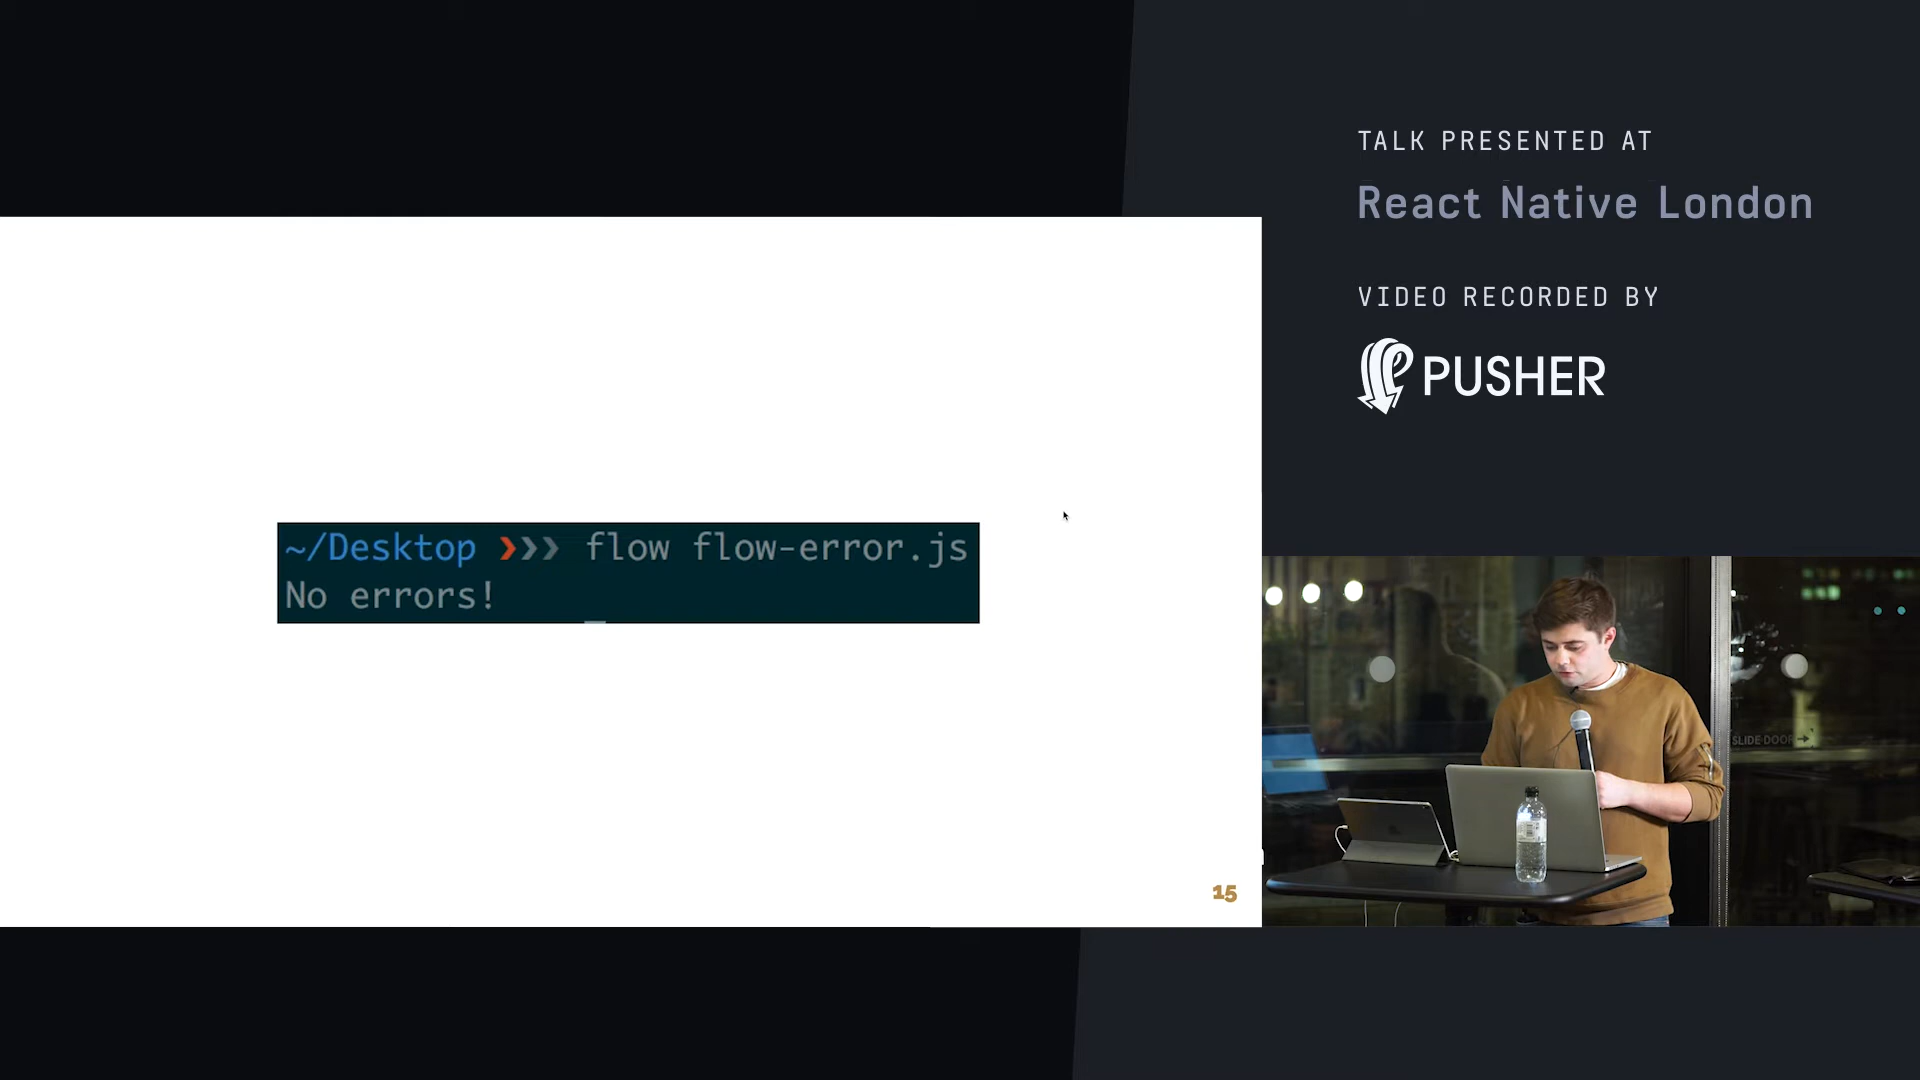 TALK PRESENTED AT
React Native London
VIDEO RECORDED BY
PUSHER
~/Desktop ❯❯❯ flow flow-error.js
No errors!
15
SLIDE DOOR→